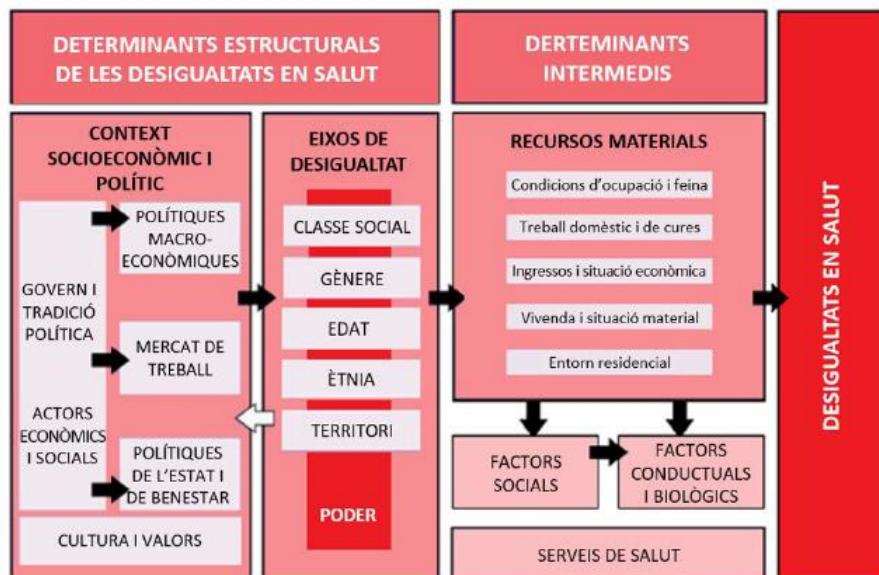 DETERMINANTS ESTRUCTURALS
DE LES DESIGUALTATS EN SALUT
DERTEMINANTS
INTERMEDIS
CONTEXT
SOCIOECONÒMIC I
POLÍTIC
GOVERN I
TRADICIÓ
POLÍTICA
ACTORS
ECONÒMICS
I SOCIALS
POLÍTIQUES
MACRO-
ECONÒMIQUES
MERCAT DE
TREBALL
POLÍTIQUES
DE L'ESTAT I
DE BENESTAR
CULTURA I VALORS
EIXOS DE
DESIGUALTAT
CLASSE SOCIAL
GÈNERE
EDAT
ÈTNIA
TERRITORI
PODER
RECURSOS MATERIALS
Condicions d'ocupació i feina
Treball domèstic i de cures
Ingressos i situació econòmica
Vivenda i situació material
Entorn residencial
FACTORS
SOCIALS
FACTORS
CONDUCTUALS
I BIOLÒGICS
SERVEIS DE SALUT
DESIGUALTATS EN SALUT